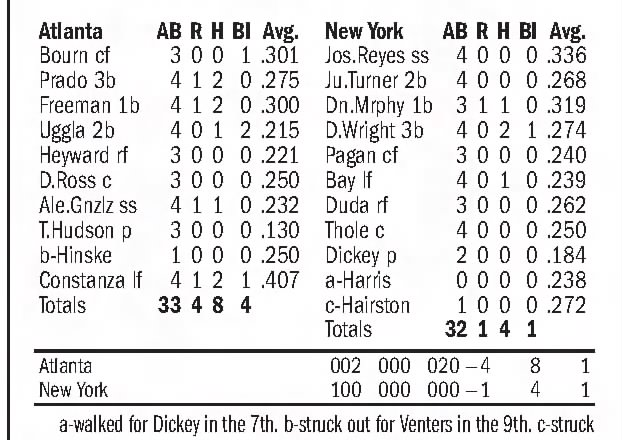 Atlanta AB R H BI Avg.
Bourn cf 3 0 0 1 .301
Prado 3b 4 1 2 0 .275
Freeman 1b 4 1 2 0 .300
Uggla 2b 4 0 1 2 .215
Heyward rf 3 0 0 0 .221
D.Ross c 3 0 0 0 .250
Ale.Gnzlz ss 4 1 1 0 .232
T.Hudson p 3 0 0 0 .130
b-Hinske 1 0 0 0 .250
Constanza lf 4 1 2 1 .407
Totals 33 4 8 4
New York AB R H BI Avg.
Jos.Reyes ss 4 0 0 0 .336
Ju.Turner 2b 4 0 0 0 .268
Dn.Mrphy 1b 3 1 1 0 .319
D.Wright 3b 4 0 2 1 .274
Pagan cf 3 0 0 0 .240
Bay lf 4 0 1 0 .239
Duda rf 3 0 0 0 .262
Thole c 4 0 0 0 .250
Dickey p 2 0 0 0 .184
a-Harris 0 0 0 0 .238
c-Hairston 1 0 0 0 .272
Totals 32 1 4 1
Atlanta 002 000 020 – 4 8 1
New York 100 000 000 – 1 4 1
a-walked for Dickey in the 7th. b-struck out for Venters in the 9th. c-struck